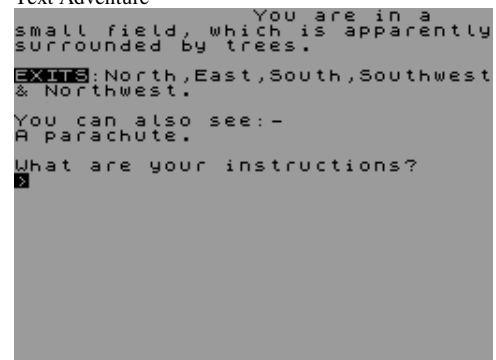 Text Adventure
You are in a
small field, which is apparently
surrounded by trees.
EXITS:North,East,South,Southwest
& Northwest.
You can also see:-
A parachute.
What are your instructions?
>